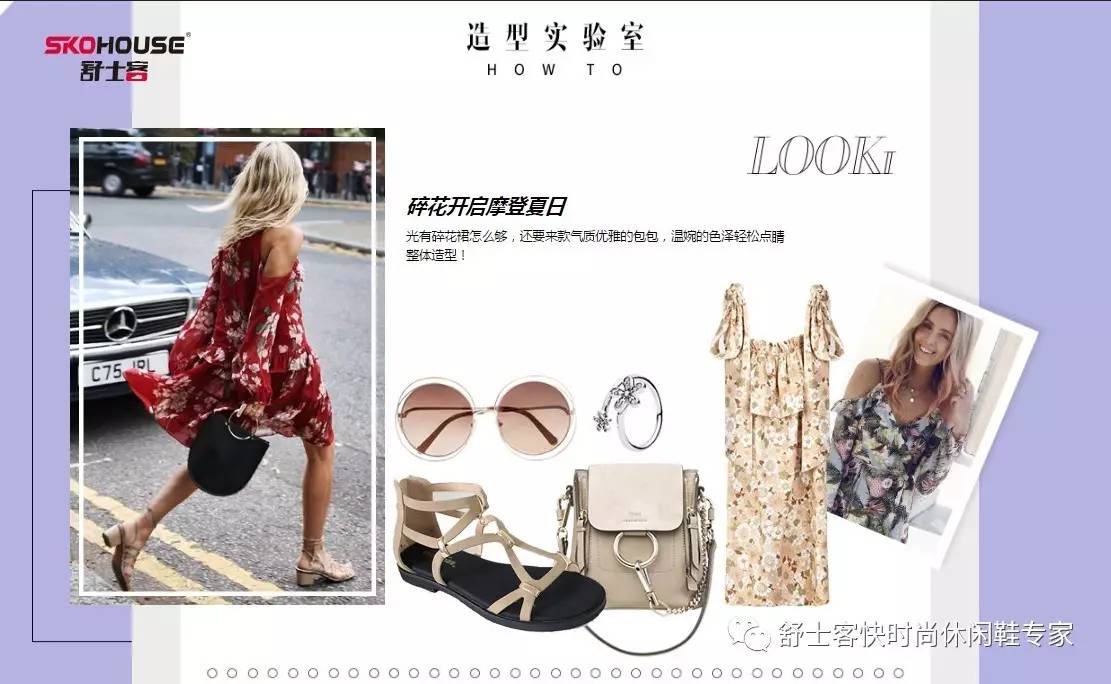 SKOHOUSE®
舒士客
造型实验室
HOW TO
LOOK1
碎花开启摩登夏日
光有碎花裙怎么够，还要来款气质优雅的包包，温婉的色泽轻松点睛
整体造型！
C75 JRL
舒士客快时尚休闲鞋专家